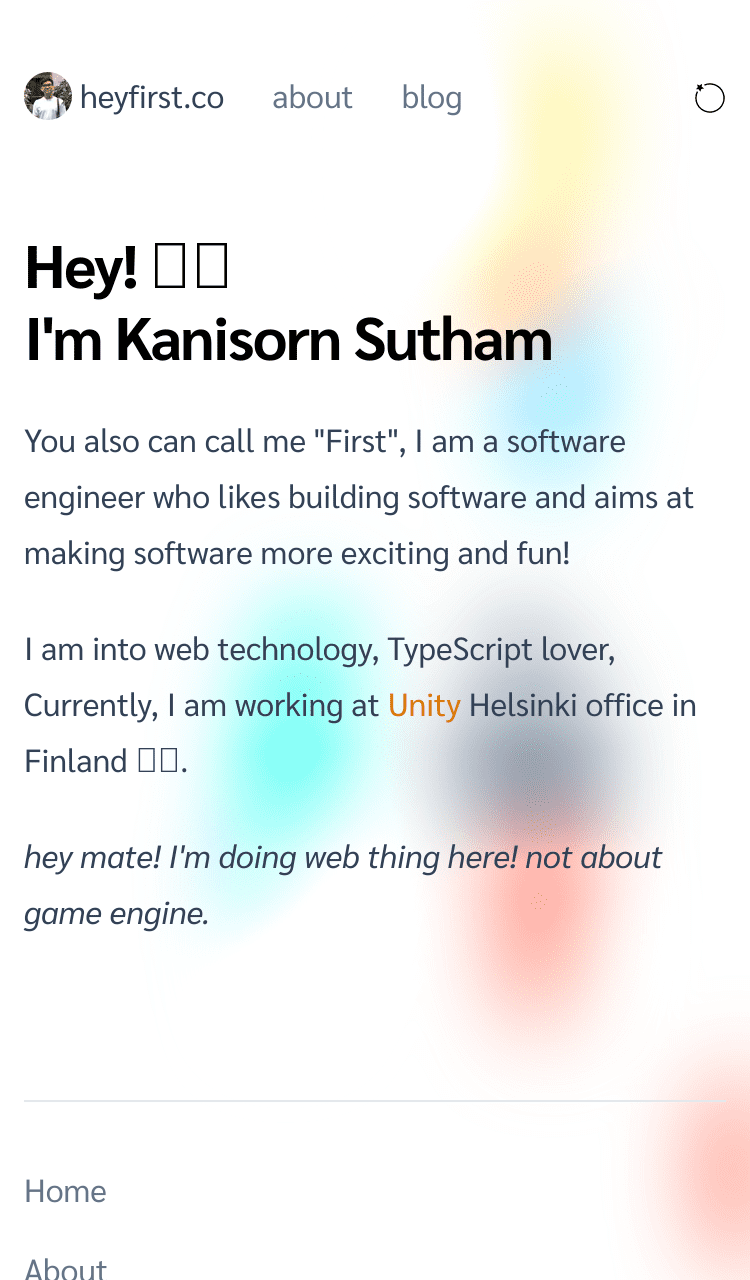 heyfirst.co about blog
Hey! 
I'm Kanisorn Sutham
You also can call me "First", I am a software
engineer who likes building software and aims at
making software more exciting and fun!
I am into web technology, TypeScript lover,
Currently, I am working at Unity Helsinki office in
Finland .
hey mate! I'm doing web thing here! not about
game engine.
Home
About